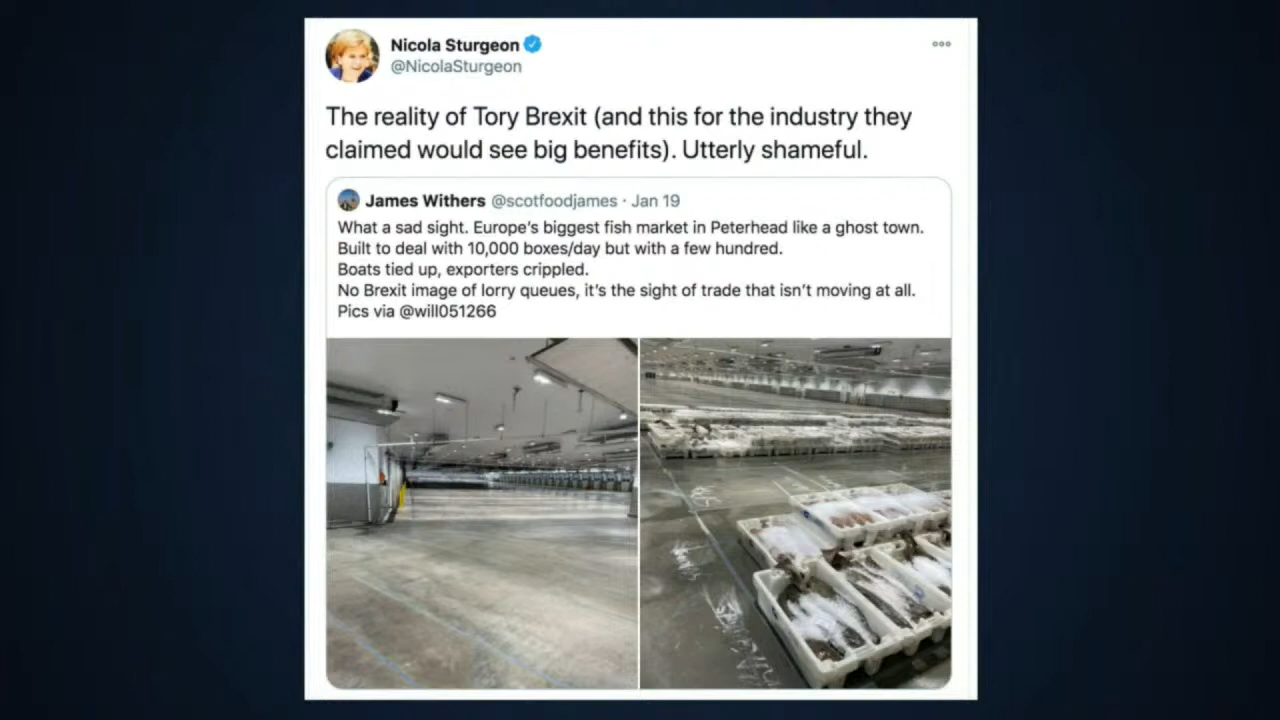 Nicola Sturgeon
@NicolaSturgeon
The reality of Tory Brexit (and this for the industry they
claimed would see big benefits). Utterly shameful.
James Withers @scotfoodjames · Jan 19
What a sad sight. Europe's biggest fish market in Peterhead like a ghost town.
Built to deal with 10,000 boxes/day but with a few hundred.
Boats tied up, exporters crippled.
No Brexit image of lorry queues, it's the sight of trade that isn't moving at all.
Pics via @will051266